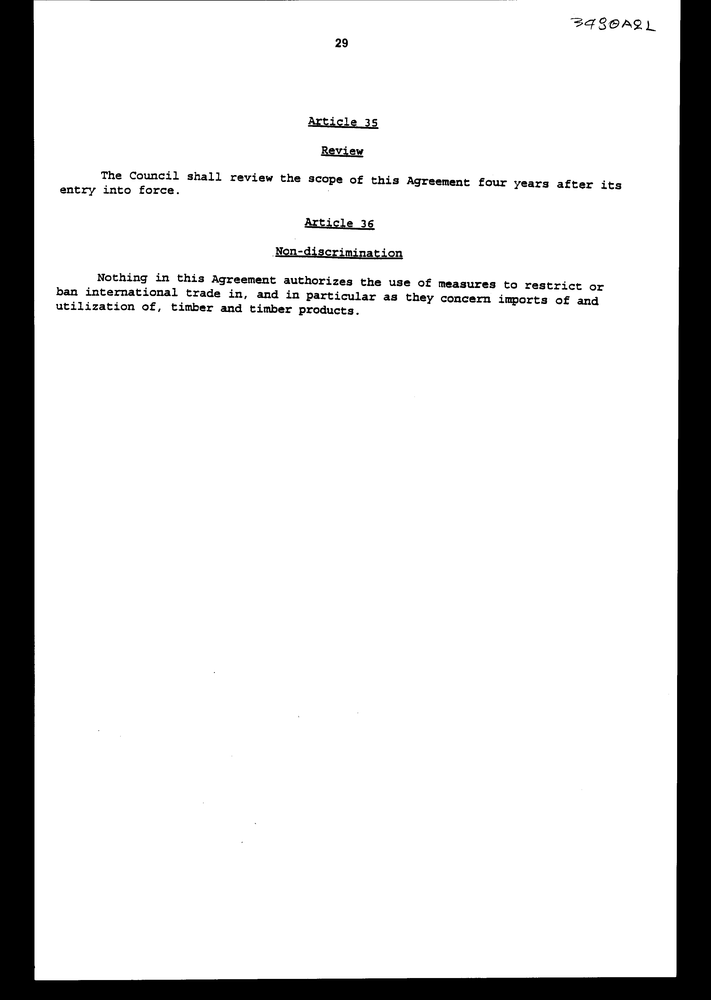 3480A2L
29
Article 35
Review
The Council shall review the scope of this Agreement four years after its
entry into force.
Article 36
Non-discrimination
Nothing in this Agreement authorizes the use of measures to restrict or
ban international trade in, and in particular as they concern imports of and
utilization of, timber and timber products.